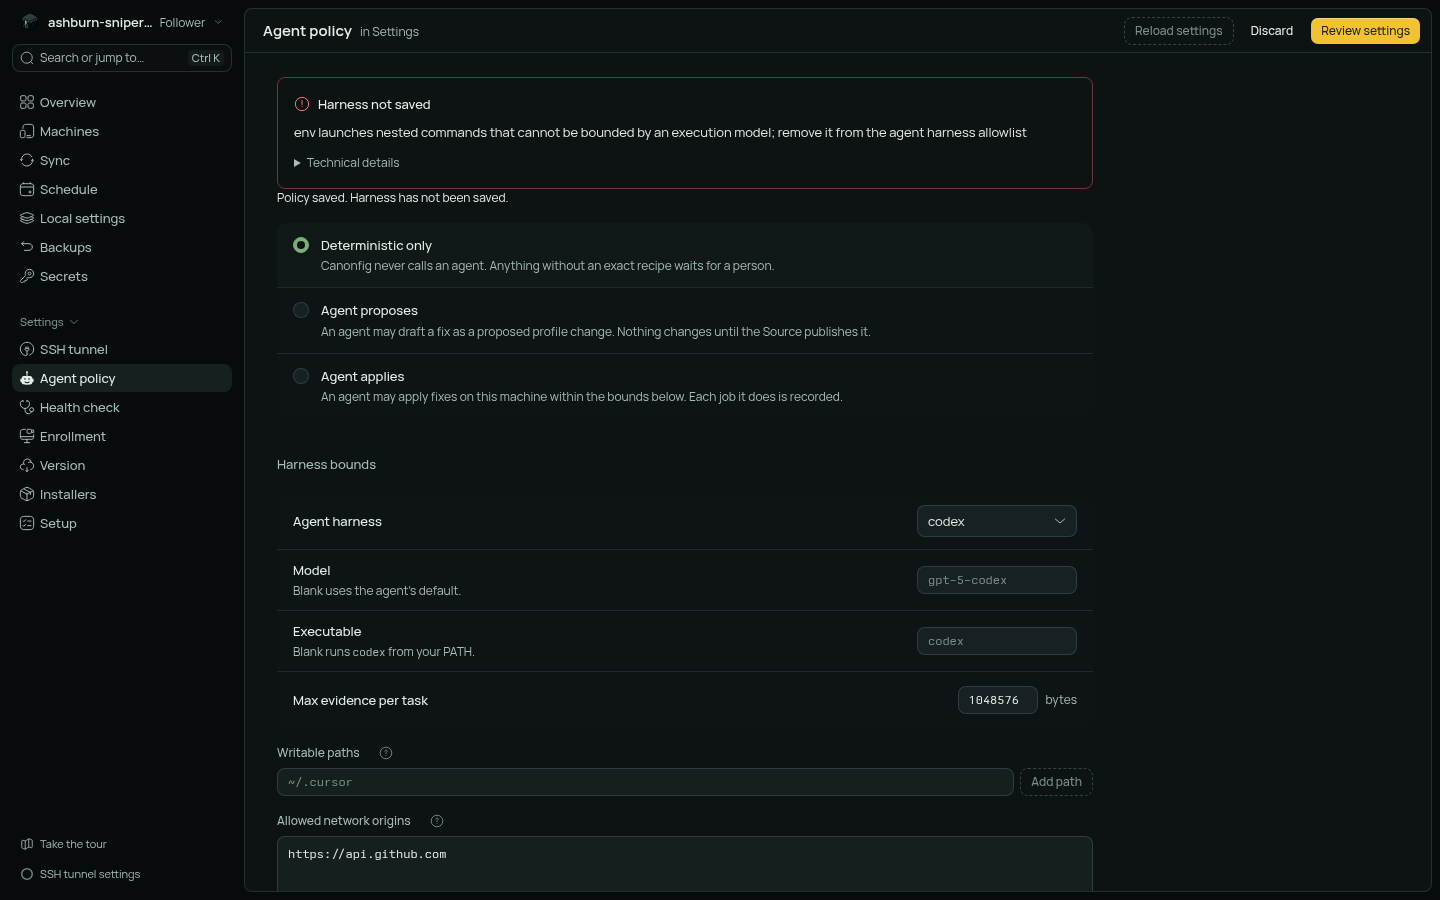 ashburn-sniper... Follower
Search or jump to... Ctrl K
Overview
Machines
Sync
Schedule
Local settings
Backups
Secrets
Settings
SSH tunnel
Agent policy
Health check
Enrollment
Version
Installers
Setup
Take the tour
SSH tunnel settings
Agent policy in Settings
Reload settings
Discard
Review settings
Harness not saved
env launches nested commands that cannot be bounded by an execution model; remove it from the agent harness allowlist
Technical details
Policy saved. Harness has not been saved.
Deterministic only
Canonfig never calls an agent. Anything without an exact recipe waits for a person.
Agent proposes
An agent may draft a fix as a proposed profile change. Nothing changes until the Source publishes it.
Agent applies
An agent may apply fixes on this machine within the bounds below. Each job it does is recorded.
Harness bounds
Agent harness
codex
Model
Blank uses the agent's default.
gpt-5-codex
Executable
Blank runs codex from your PATH.
codex
Max evidence per task
1048576 bytes
Writable paths ?
~/.cursor
Add path
Allowed network origins ?
https://api.github.com